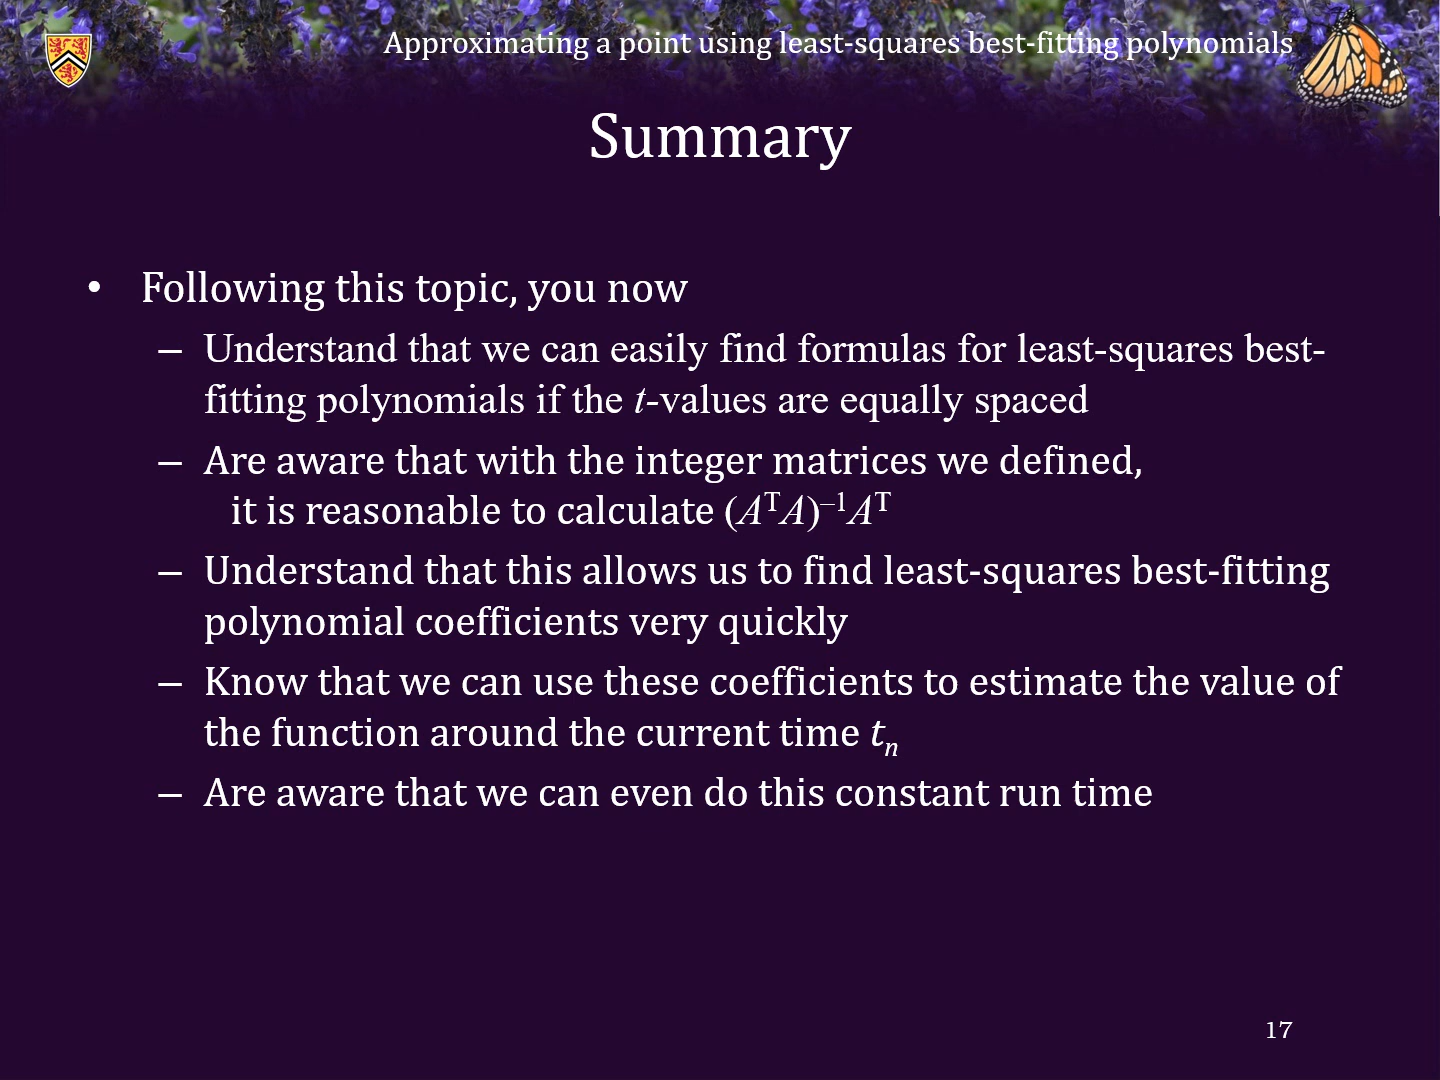 Approximating a point using least-squares best-fitting polynomials
Summary
• Following this topic, you now
– Understand that we can easily find formulas for least-squares best-
fitting polynomials if the t-values are equally spaced
– Are aware that with the integer matrices we defined,
it is reasonable to calculate (AᵀA)⁻¹Aᵀ
– Understand that this allows us to find least-squares best-fitting
polynomial coefficients very quickly
– Know that we can use these coefficients to estimate the value of
the function around the current time tₙ
– Are aware that we can even do this constant run time
17